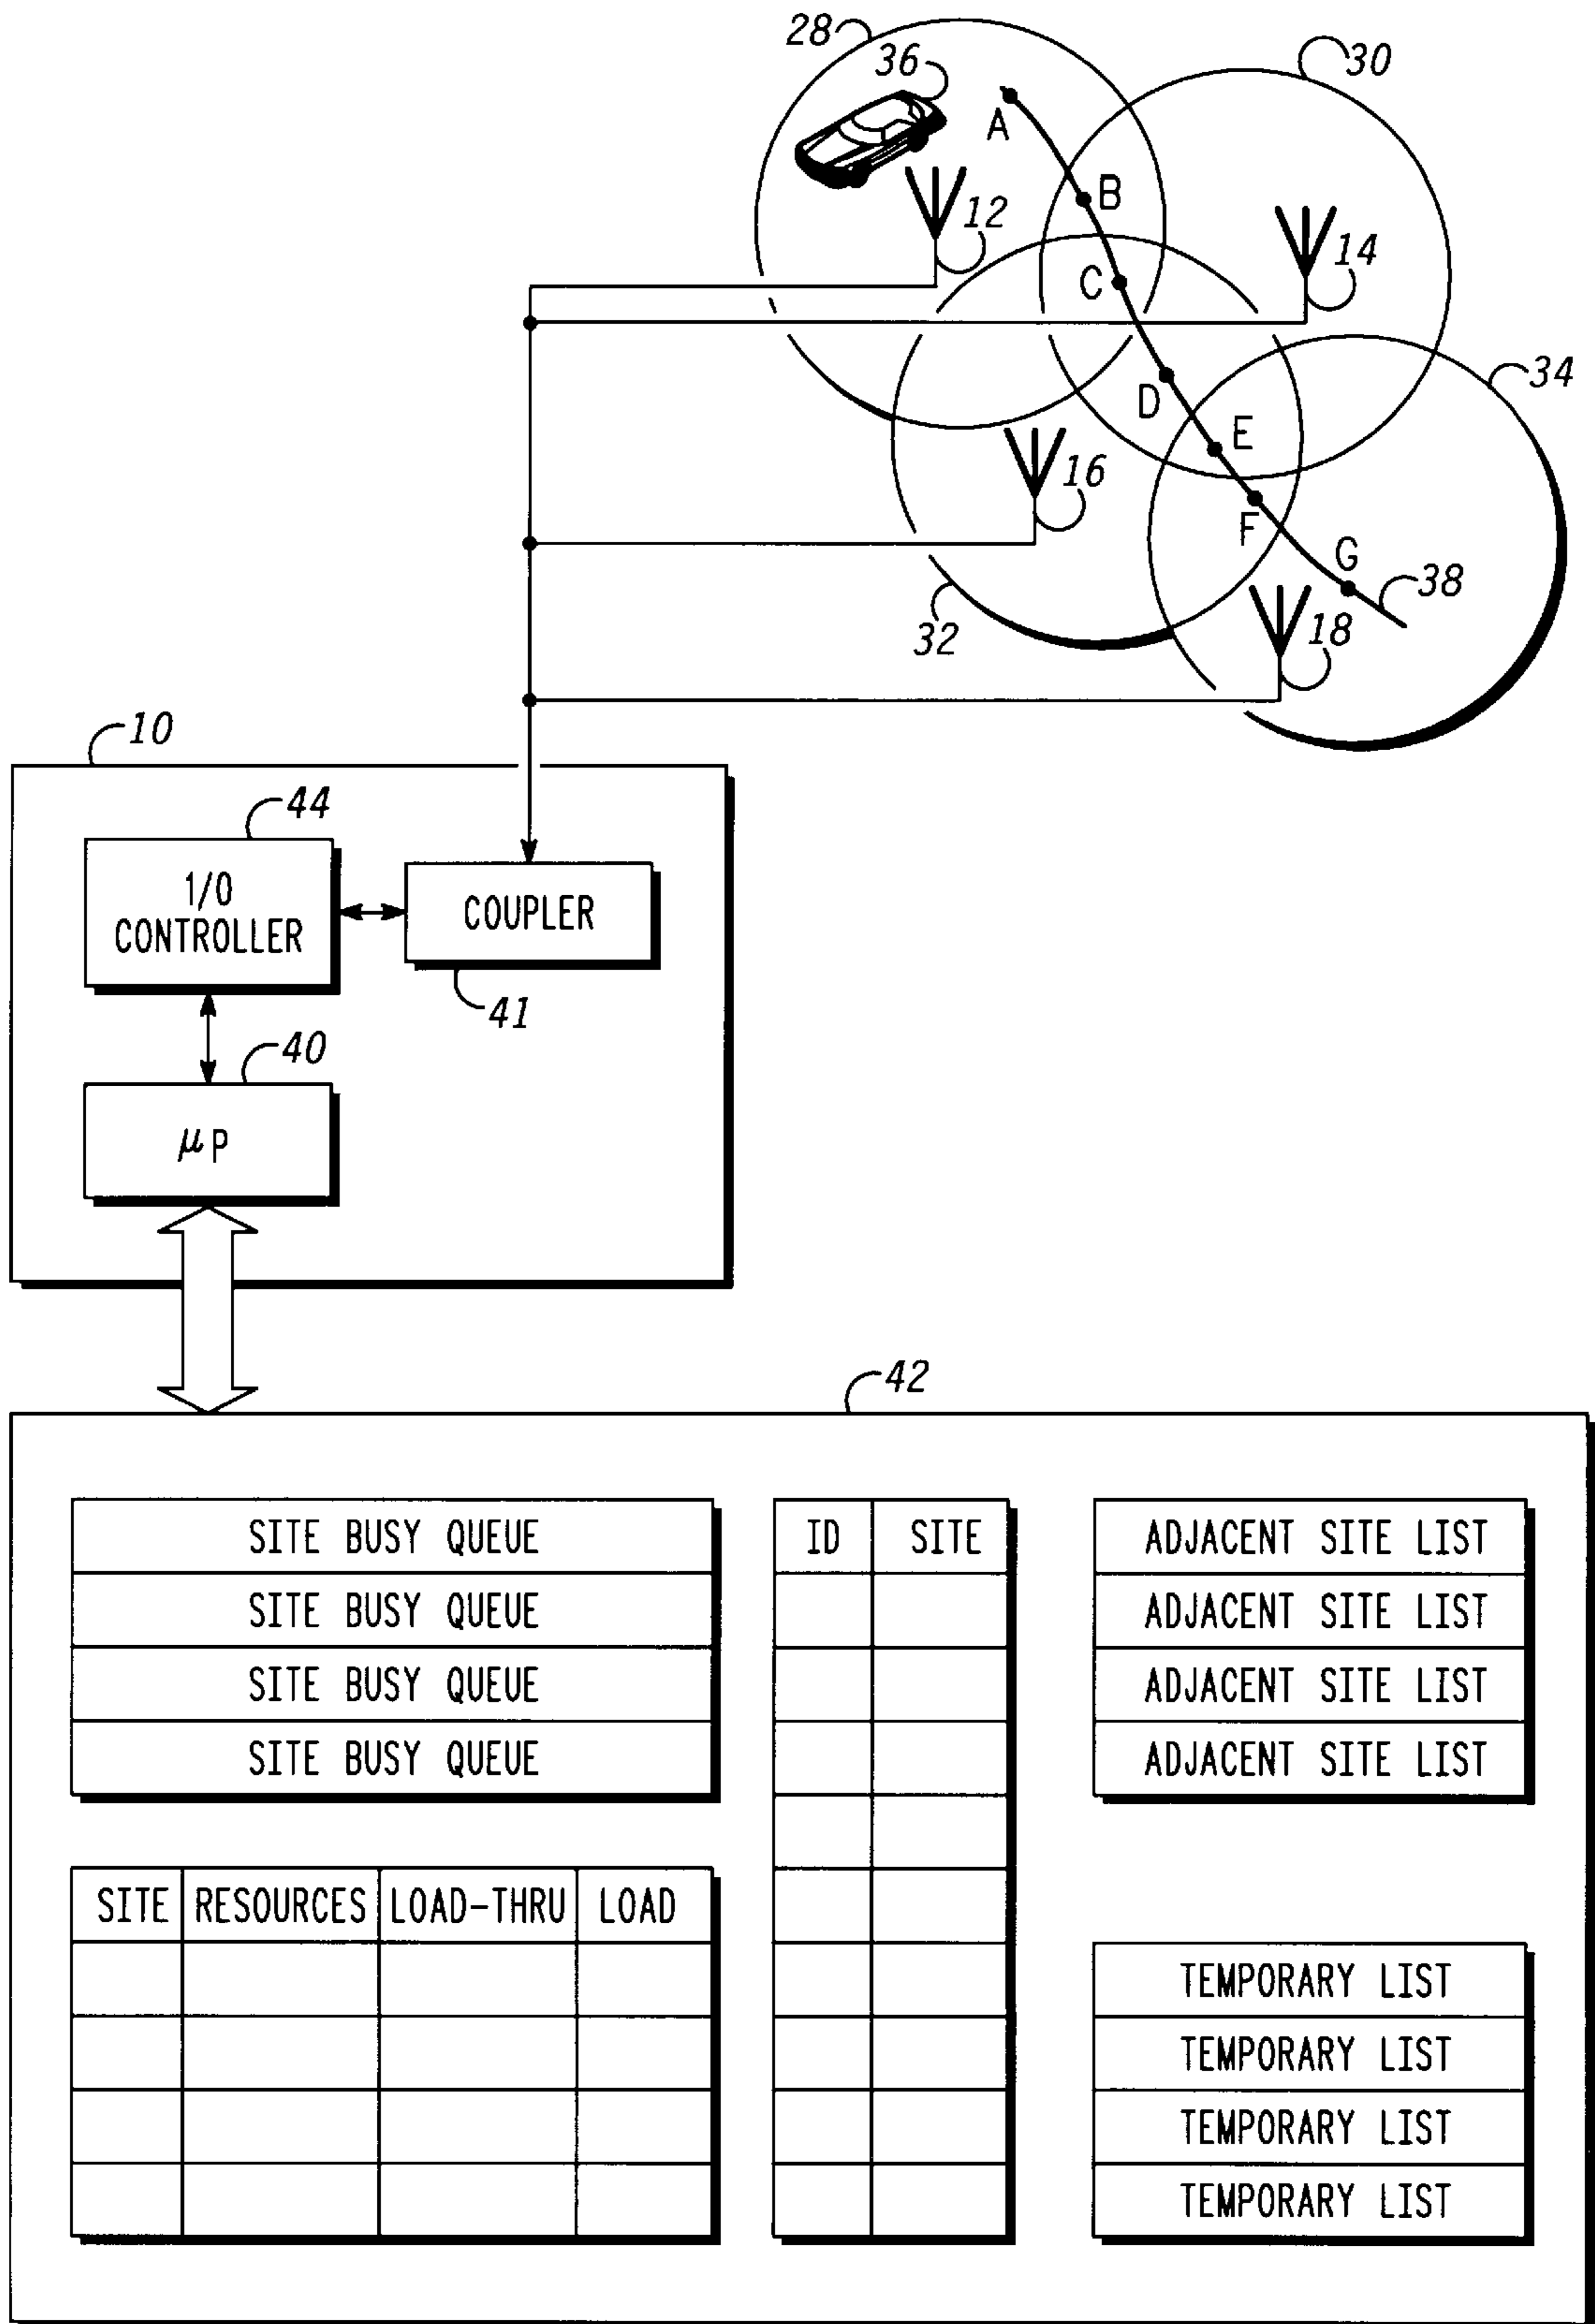 28
36
30
A
B
12
14
C
34
D
E
16
F
G
38
32
18
10
44
1/0
CONTROLLER
COUPLER
41
40
μP
42
SITE BUSY QUEUE
SITE BUSY QUEUE
SITE BUSY QUEUE
SITE BUSY QUEUE
ID SITE
ADJACENT SITE LIST
ADJACENT SITE LIST
ADJACENT SITE LIST
ADJACENT SITE LIST
SITE RESOURCES LOAD-THRU LOAD
TEMPORARY LIST
TEMPORARY LIST
TEMPORARY LIST
TEMPORARY LIST